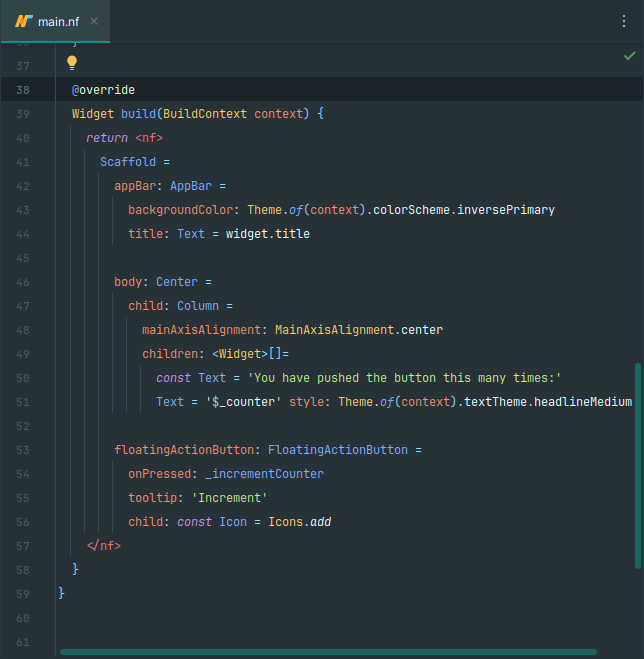 main.nf
36 }
37
38 @override
39 Widget build(BuildContext context) {
40 return <nf>
41 Scaffold =
42 appBar: AppBar =
43 backgroundColor: Theme.of(context).colorScheme.inversePrimary
44 title: Text = widget.title
45
46 body: Center =
47 child: Column =
48 mainAxisAlignment: MainAxisAlignment.center
49 children: <Widget>[]=
50 const Text = 'You have pushed the button this many times:'
51 Text = '$_counter' style: Theme.of(context).textTheme.headlineMedium
52
53 floatingActionButton: FloatingActionButton =
54 onPressed: _incrementCounter
55 tooltip: 'Increment'
56 child: const Icon = Icons.add
57 </nf>
58 }
59 }
60
61